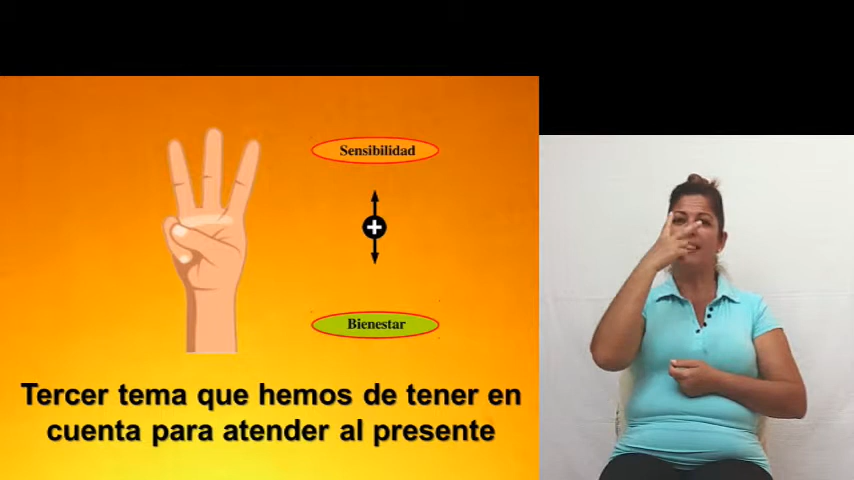 Sensibilidad
Bienestar
Tercer tema que hemos de tener en
cuenta para atender al presente